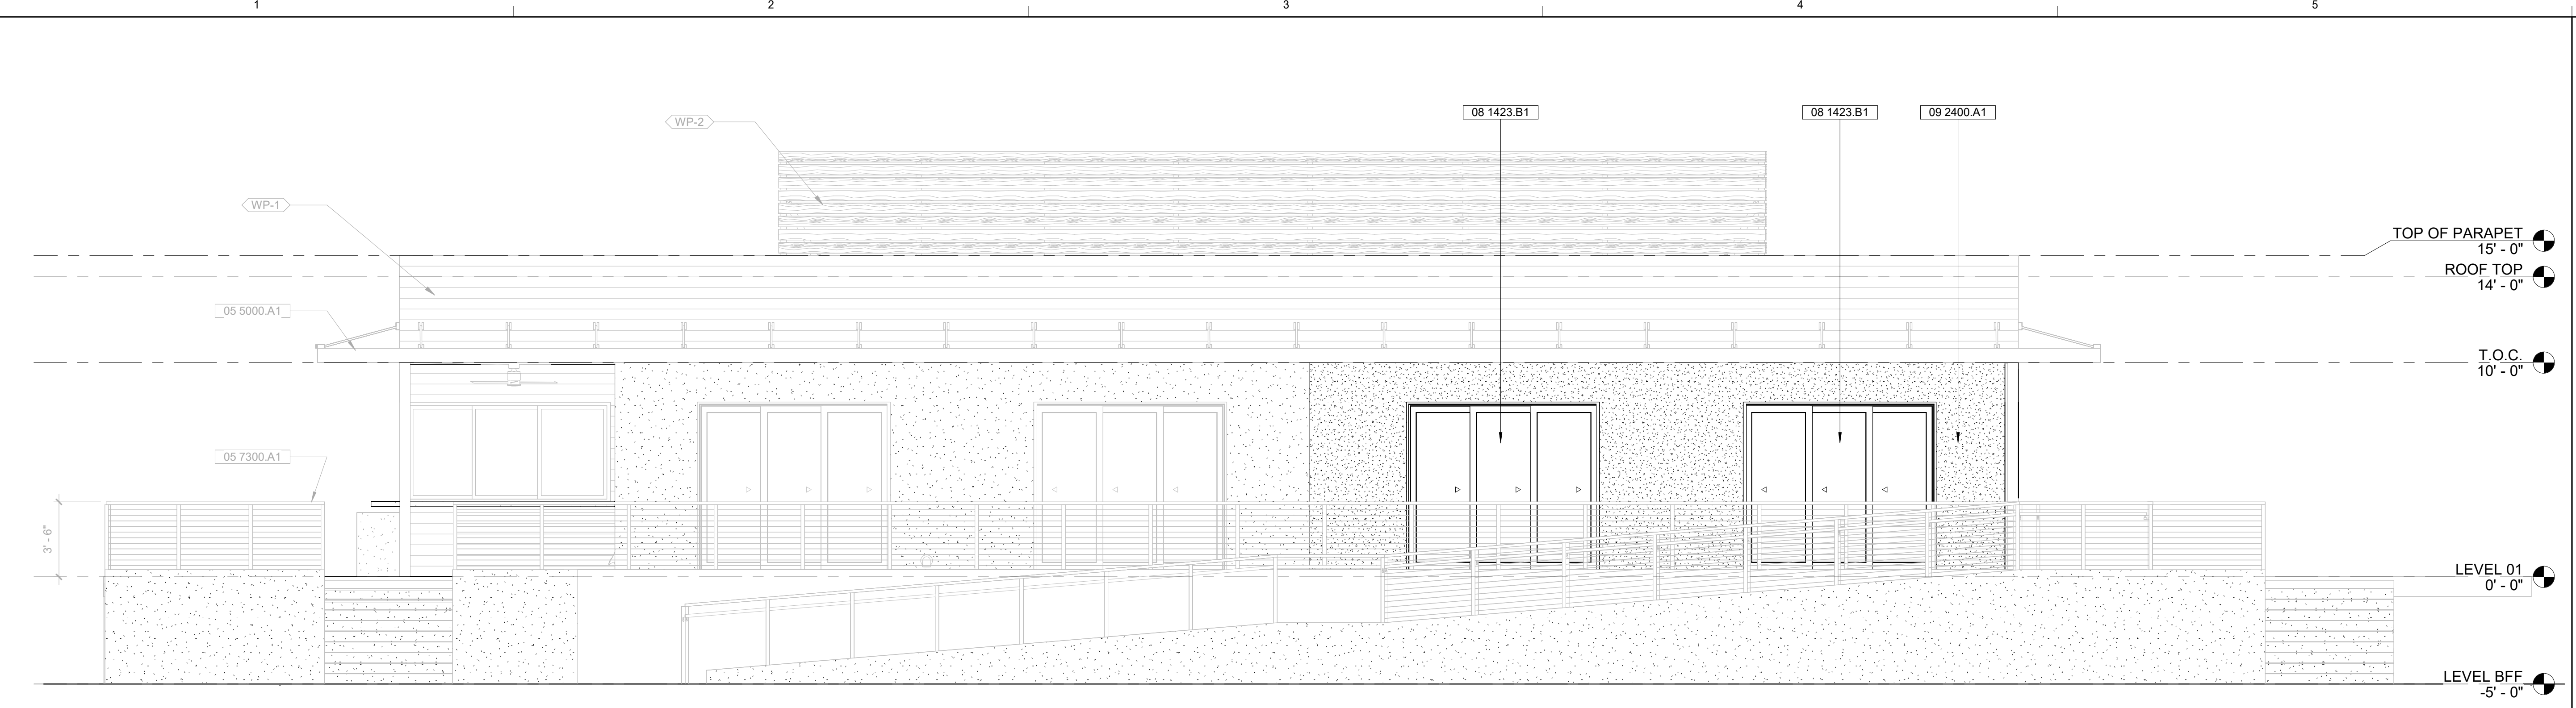 1
2
3
4
5
08 1423.B1
08 1423.B1
09 2400.A1
WP-2
WP-1
TOP OF PARAPET
15' - 0"
ROOF TOP
14' - 0"
05 5000.A1
T.O.C.
10' - 0"
05 7300.A1
3' - 6"
LEVEL 01
0' - 0"
LEVEL BFF
-5' - 0"